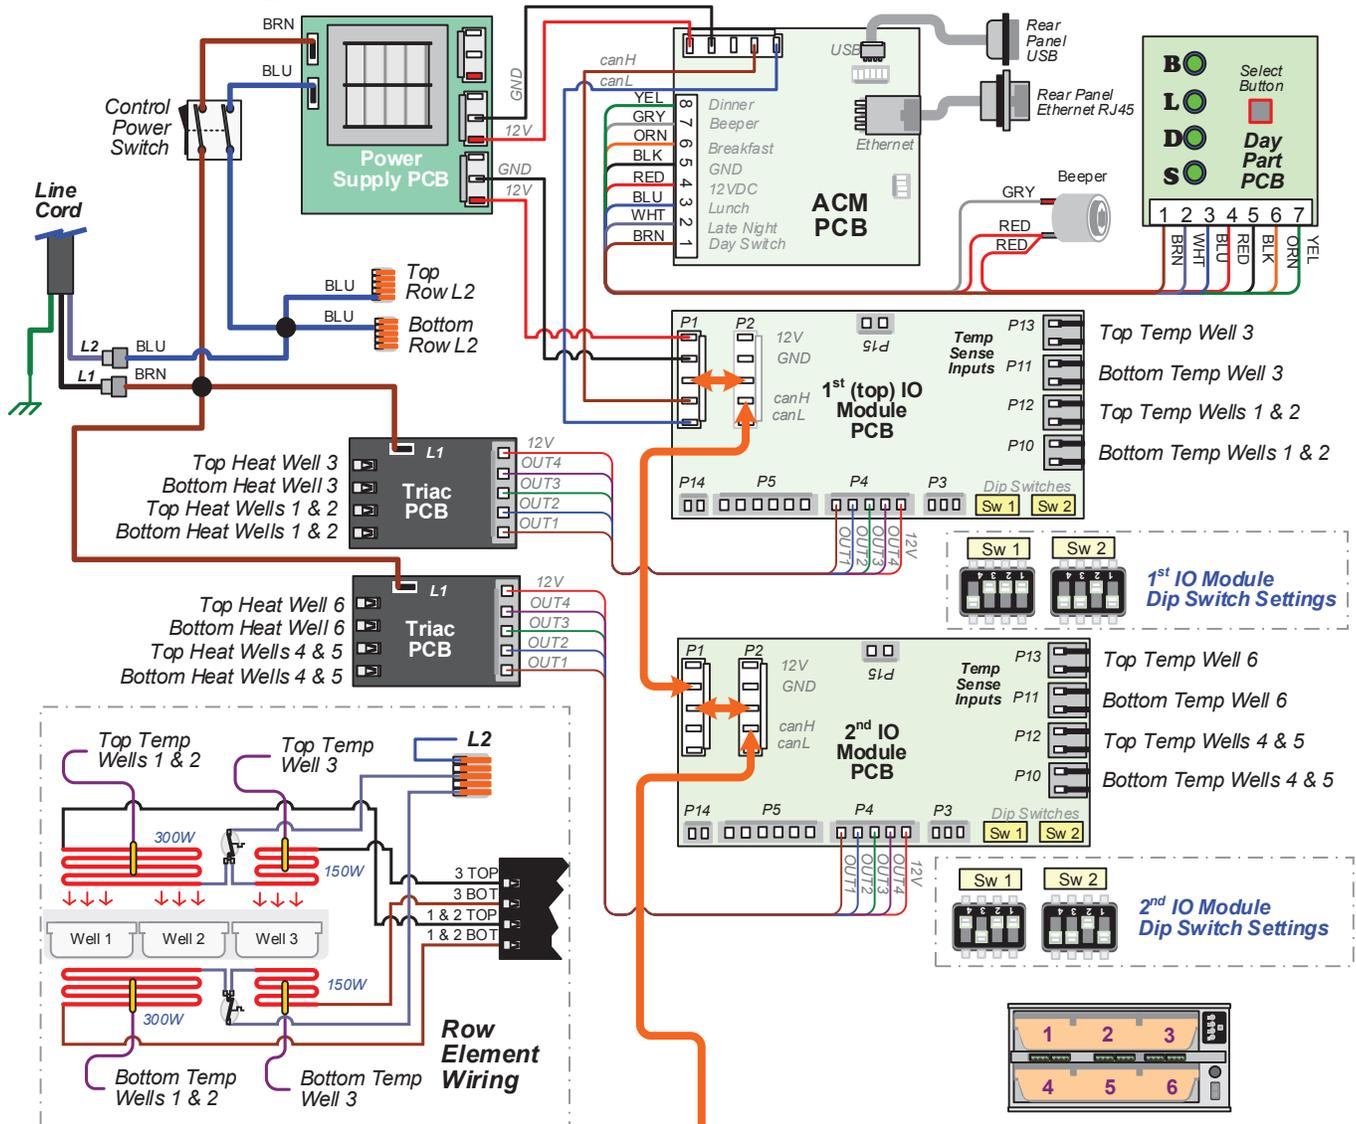 BRN
BLU
Control
Power
Switch
Power
Supply PCB
GND
12V
GND
12V
canH
canL
YEL
GRY
ORN
BLK
RED
BLU
WHT
BRN
8
7
6
5
4
3
2
1
Dinner
Beeper
Breakfast
GND
12VDC
Lunch
Late Night
Day Switch
USB
Ethernet
ACM
PCB
Rear
Panel
USB
Rear Panel
Ethernet RJ45
Beeper
GRY
RED
RED
B
L
D
S
Select
Button
Day
Part
PCB
1 2 3 4 5 6 7
BRN
WHT
BLU
RED
BLK
ORN
YEL
Line
Cord
L2
BLU
L1
BRN
BLU
Top
Row L2
BLU
Bottom
Row L2
P1
P2
12V
GND
canH
canL
P15
1st (top) IO
Module
PCB
Temp
Sense
Inputs
P13
P11
P12
P10
Top Temp Well 3
Bottom Temp Well 3
Top Temp Wells 1 & 2
Bottom Temp Wells 1 & 2
P14
P5
P4
P3
Dip Switches
Sw 1
Sw 2
OUT1
OUT2
OUT3
OUT4
12V
Top Heat Well 3
Bottom Heat Well 3
Top Heat Wells 1 & 2
Bottom Heat Wells 1 & 2
L1
Triac
PCB
12V
OUT4
OUT3
OUT2
OUT1
Sw 1
Sw 2
4 3 2 1
4 3 2 1
1st IO Module
Dip Switch Settings
Top Heat Well 6
Bottom Heat Well 6
Top Heat Wells 4 & 5
Bottom Heat Wells 4 & 5
L1
Triac
PCB
12V
OUT4
OUT3
OUT2
OUT1
P1
P2
12V
GND
canH
canL
P15
2nd IO
Module
PCB
Temp
Sense
Inputs
P13
P11
P12
P10
Top Temp Well 6
Bottom Temp Well 6
Top Temp Wells 4 & 5
Bottom Temp Wells 4 & 5
P14
P5
P4
P3
Dip Switches
Sw 1
Sw 2
OUT1
OUT2
OUT3
OUT4
12V
Sw 1
Sw 2
4 3 2 1
4 3 2 1
2nd IO Module
Dip Switch Settings
Top Temp
Wells 1 & 2
Top Temp
Well 3
L2
300W
150W
3 TOP
3 BOT
1 & 2 TOP
1 & 2 BOT
Well 1
Well 2
Well 3
300W
150W
Bottom Temp
Wells 1 & 2
Bottom Temp
Well 3
Row
Element
Wiring
1 2 3
4 5 6